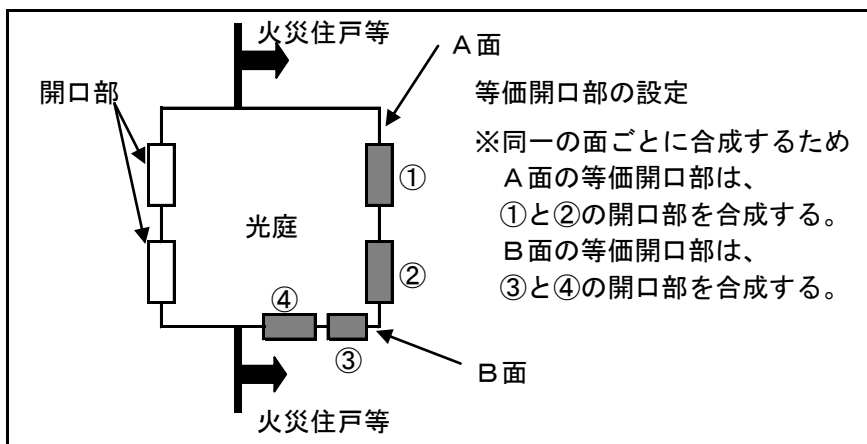 火災住戸等
A面
開口部
等価開口部の設定
※同一の面ごとに合成するため
A面の等価開口部は、
①と②の開口部を合成する。
B面の等価開口部は、
③と④の開口部を合成する。
①
光庭
②
④
③
B面
火災住戸等